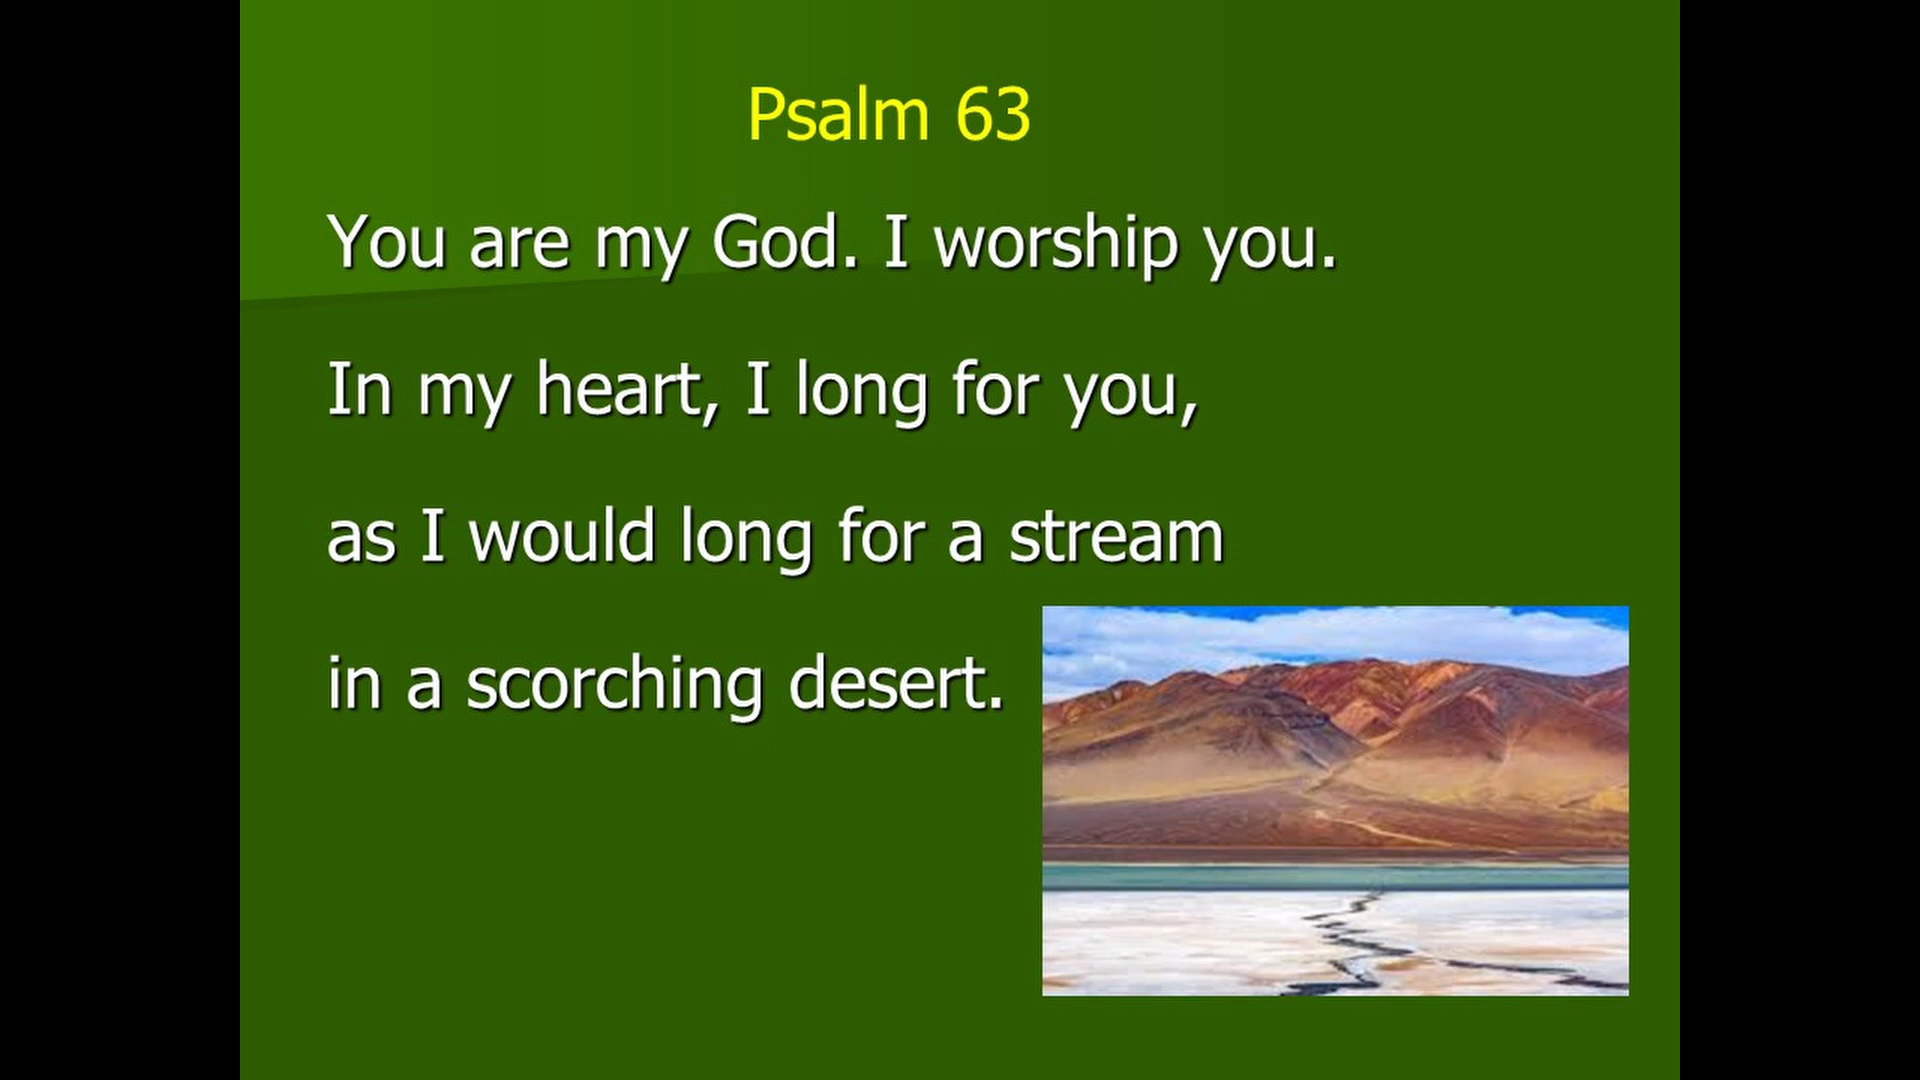 Psalm 63
You are my God. I worship you.
In my heart, I long for you,
as I would long for a stream
in a scorching desert.